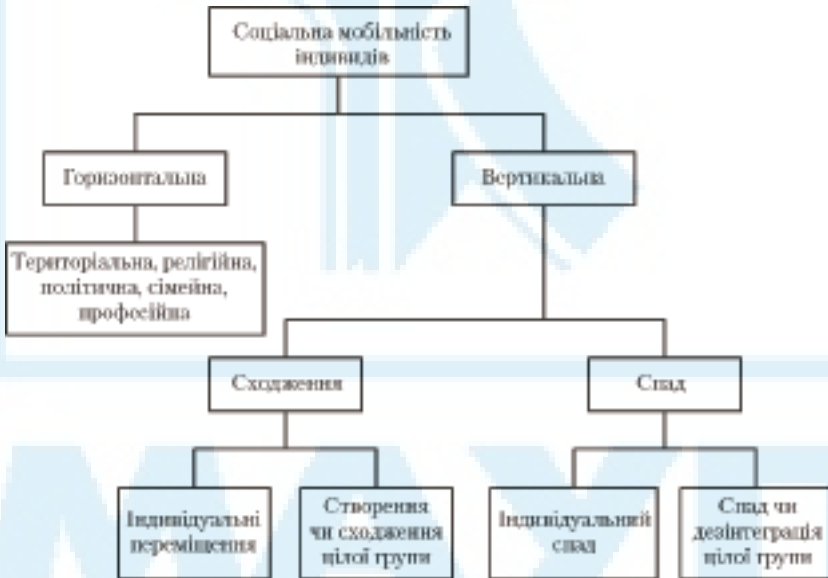 Соціальна мобільність
індивидів
Горизонтальна
Вертикальна
Територіальна, релігійна,
політична, сімейна,
професійна
Сходження
Спад
Індивідуальні
переміщення
Створення
чи сходження
цілої групи
Індивідуальний
спад
Спад чи
дезінтеграція
цілої групи